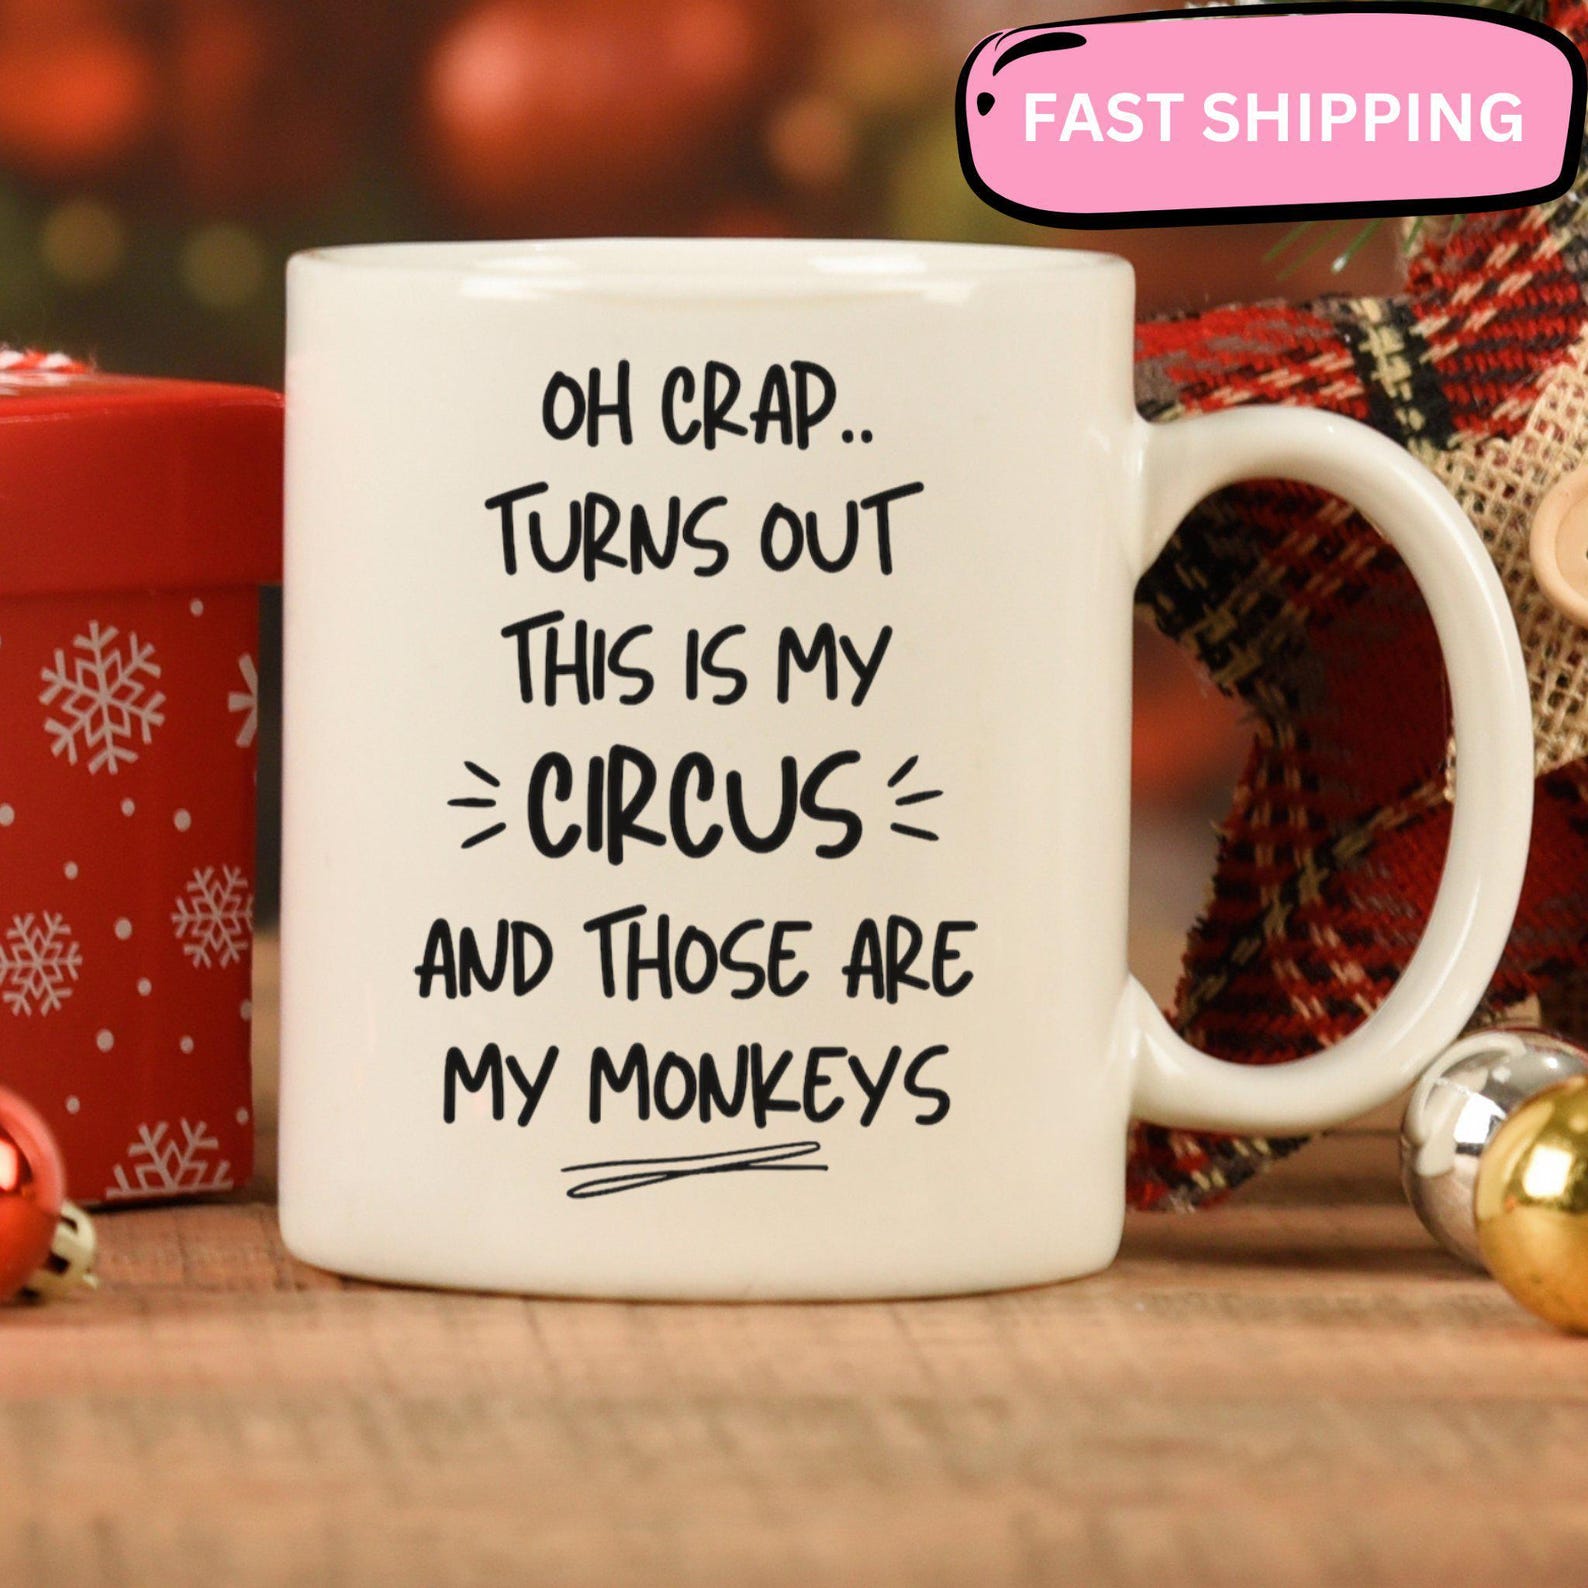 FAST SHIPPING
OH CRAP..
TURNS OUT
THIS IS MY
CIRCUS
AND THOSE ARE
MY MONKEYS